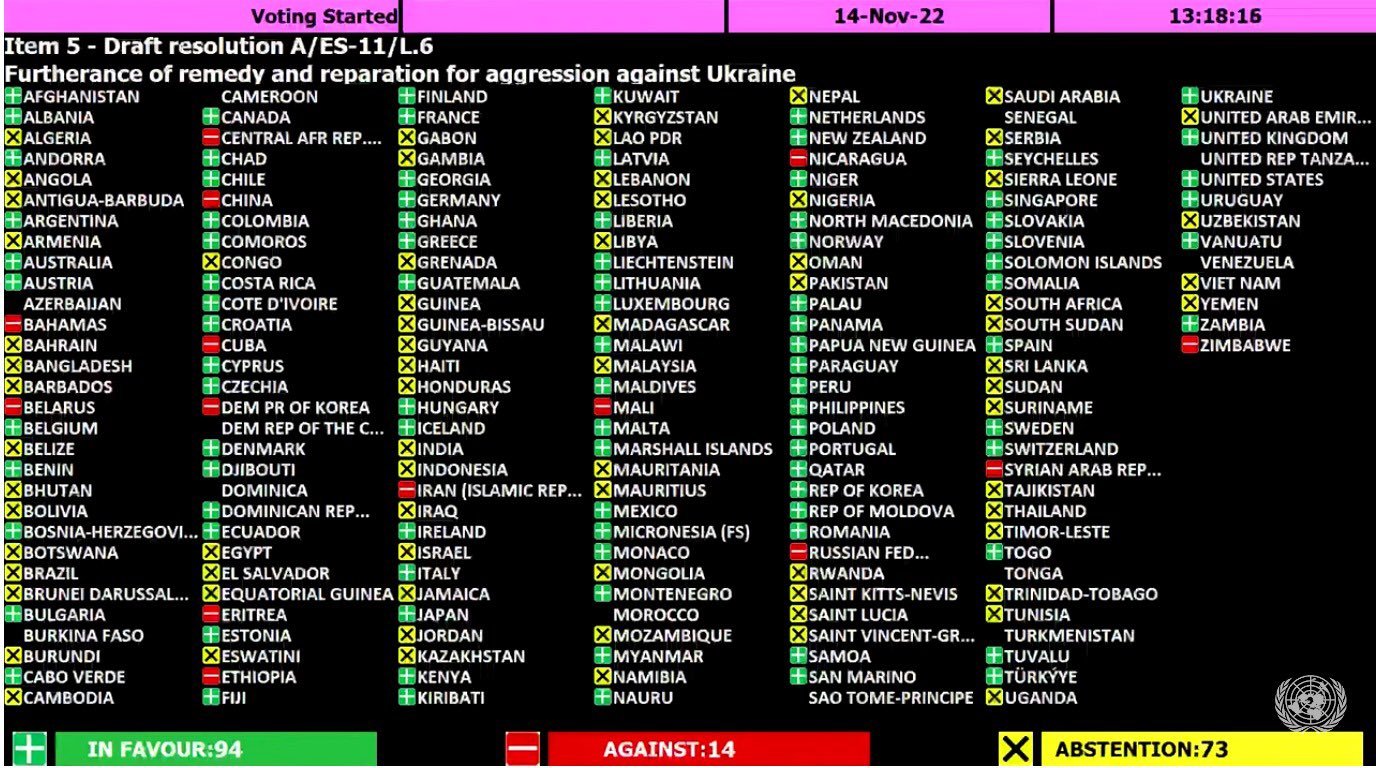 Voting Started 14-Nov-22 13:18:16
Item 5 - Draft resolution A/ES-11/L.6
Furtherance of remedy and reparation for aggression against Ukraine
AFGHANISTAN
ALBANIA
ALGERIA
ANDORRA
ANGOLA
ANTIGUA-BARBUDA
ARGENTINA
ARMENIA
AUSTRALIA
AUSTRIA
AZERBAIJAN
BAHAMAS
BAHRAIN
BANGLADESH
BARBADOS
BELARUS
BELGIUM
BELIZE
BENIN
BHUTAN
BOLIVIA
BOSNIA-HERZEGOVI...
BOTSWANA
BRAZIL
BRUNEI DARUSSAL...
BULGARIA
BURKINA FASO
BURUNDI
CABO VERDE
CAMBODIA
CAMEROON
CANADA
CENTRAL AFR REP....
CHAD
CHILE
CHINA
COLOMBIA
COMOROS
CONGO
COSTA RICA
COTE D'IVOIRE
CROATIA
CUBA
CYPRUS
CZECHIA
DEM PR OF KOREA
DEM REP OF THE C...
DENMARK
DJIBOUTI
DOMINICA
DOMINICAN REP...
ECUADOR
EGYPT
EL SALVADOR
EQUATORIAL GUINEA
ERITREA
ESTONIA
ESWATINI
ETHIOPIA
FIJI
FINLAND
FRANCE
GABON
GAMBIA
GEORGIA
GERMANY
GHANA
GREECE
GRENADA
GUATEMALA
GUINEA
GUINEA-BISSAU
GUYANA
HAITI
HONDURAS
HUNGARY
ICELAND
INDIA
INDONESIA
IRAN (ISLAMIC REP...
IRAQ
IRELAND
ISRAEL
ITALY
JAMAICA
JAPAN
JORDAN
KAZAKHSTAN
KENYA
KIRIBATI
KUWAIT
KYRGYZSTAN
LAO PDR
LATVIA
LEBANON
LESOTHO
LIBERIA
LIBYA
LIECHTENSTEIN
LITHUANIA
LUXEMBOURG
MADAGASCAR
MALAWI
MALAYSIA
MALDIVES
MALI
MALTA
MARSHALL ISLANDS
MAURITANIA
MAURITIUS
MEXICO
MICRONESIA (FS)
MONACO
MONGOLIA
MONTENEGRO
MOROCCO
MOZAMBIQUE
MYANMAR
NAMIBIA
NAURU
NEPAL
NETHERLANDS
NEW ZEALAND
NICARAGUA
NIGER
NIGERIA
NORTH MACEDONIA
NORWAY
OMAN
PAKISTAN
PALAU
PANAMA
PAPUA NEW GUINEA
PARAGUAY
PERU
PHILIPPINES
POLAND
PORTUGAL
QATAR
REP OF KOREA
REP OF MOLDOVA
ROMANIA
RUSSIAN FED...
RWANDA
SAINT KITTS-NEVIS
SAINT LUCIA
SAINT VINCENT-GR...
SAMOA
SAN MARINO
SAO TOME-PRINCIPE
SAUDI ARABIA
SENEGAL
SERBIA
SEYCHELLES
SIERRA LEONE
SINGAPORE
SLOVAKIA
SLOVENIA
SOLOMON ISLANDS
SOMALIA
SOUTH AFRICA
SOUTH SUDAN
SPAIN
SRI LANKA
SUDAN
SURINAME
SWEDEN
SWITZERLAND
SYRIAN ARAB REP...
TAJIKISTAN
THAILAND
TIMOR-LESTE
TOGO
TONGA
TRINIDAD-TOBAGO
TUNISIA
TURKMENISTAN
TUVALU
TÜRKÝYE
UGANDA
UKRAINE
UNITED ARAB EMIR...
UNITED KINGDOM
UNITED REP TANZA...
UNITED STATES
URUGUAY
UZBEKISTAN
VANUATU
VENEZUELA
VIET NAM
YEMEN
ZAMBIA
ZIMBABWE
IN FAVOUR:94
AGAINST:14
ABSTENTION:73